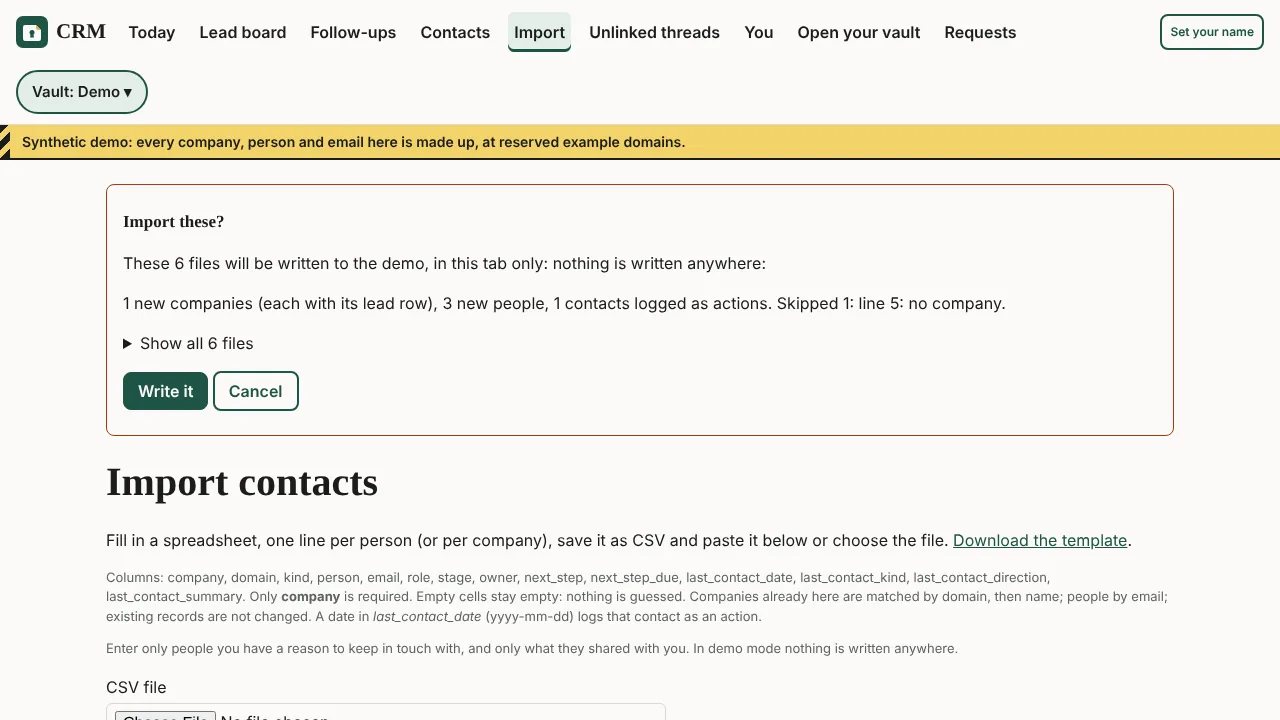 CRM
Today
Lead board
Follow-ups
Contacts
Import
Unlinked threads
You
Open your vault
Requests
Set your name
Vault: Demo ▾
Synthetic demo: every company, person and email here is made up, at reserved example domains.
Import these?
These 6 files will be written to the demo, in this tab only: nothing is written anywhere:
1 new companies (each with its lead row), 3 new people, 1 contacts logged as actions. Skipped 1: line 5: no company.
▶ Show all 6 files
Write it
Cancel
Import contacts
Fill in a spreadsheet, one line per person (or per company), save it as CSV and paste it below or choose the file. Download the template.
Columns: company, domain, kind, person, email, role, stage, owner, next_step, next_step_due, last_contact_date, last_contact_kind, last_contact_direction,
last_contact_summary. Only company is required. Empty cells stay empty: nothing is guessed. Companies already here are matched by domain, then name; people by email;
existing records are not changed. A date in last_contact_date (yyyy-mm-dd) logs that contact as an action.
Enter only people you have a reason to keep in touch with, and only what they shared with you. In demo mode nothing is written anywhere.
CSV file
Choose File No file chosen